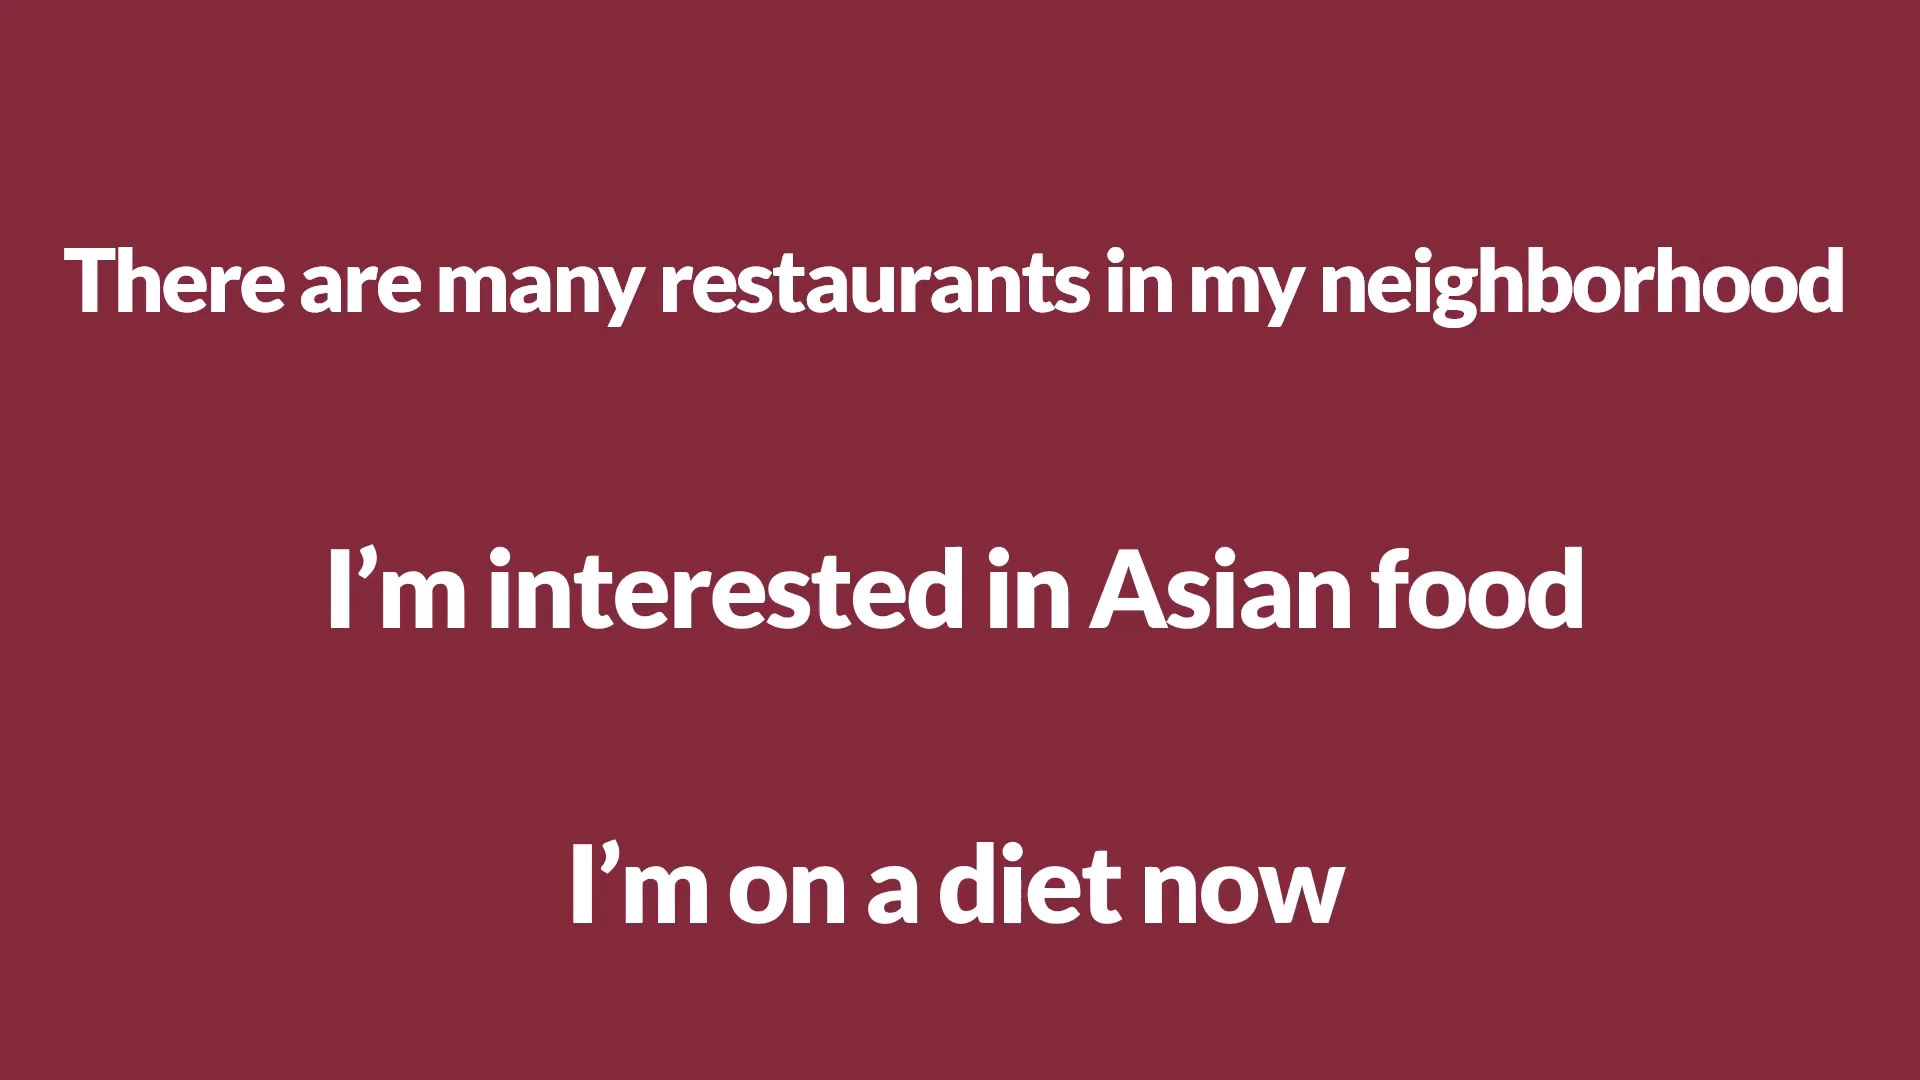 There are many restaurants in my neighborhood
I’m interested in Asian food
I’m on a diet now